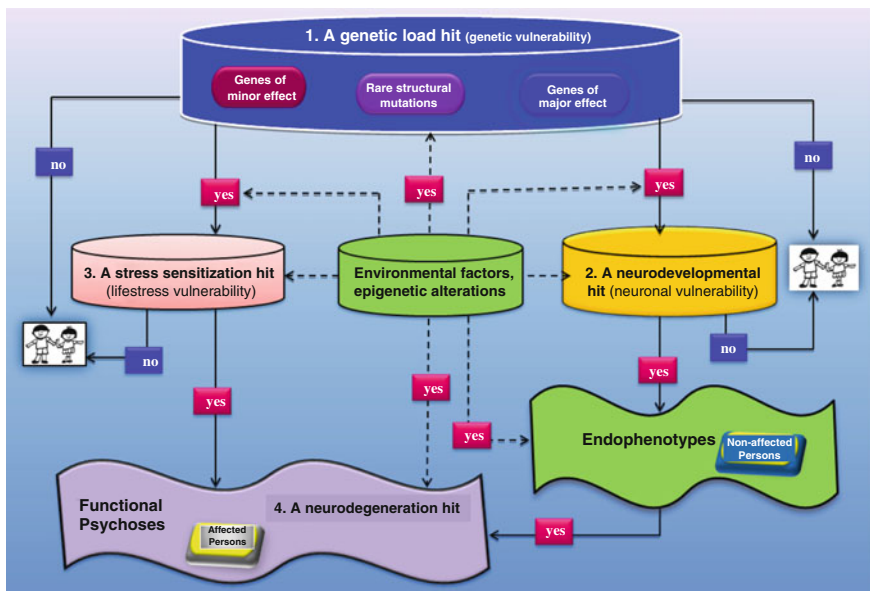 1. A genetic load hit (genetic vulnerability)
Genes of
minor effect
Rare structural
mutations
Genes of
major effect
no
no
yes
yes
yes
3. A stress sensitization hit
(lifestress vulnerability)
Environmental factors,
epigenetic alterations
2. A neurodevelopmental
hit (neuronal vulnerability)
no
no
yes
yes
yes
yes
Endophenotypes
Non-affected
Persons
Functional
Psychoses
4. A neurodegeneration hit
Affected
Persons
yes